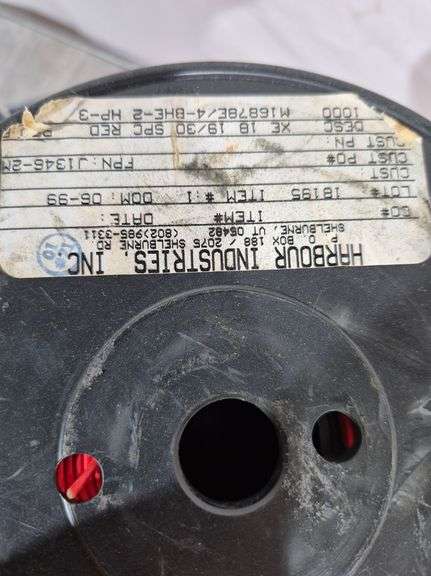 HARBOUR INDUSTRIES, INC.
P.O. BOX 188 / 2075 SHELBURNE RD.
SHELBURNE, VT 05482
(802)985-3311
SO# ITEM# DATE:
LOT# 18195 ITEM #:1 DOM: 06-99
CUST
CUST PO# FPN: J1346-2M
CUST PN:
DESC XE 18 19/30 SPC RED
1000 M16878E/4-BHE-2 HP-3/